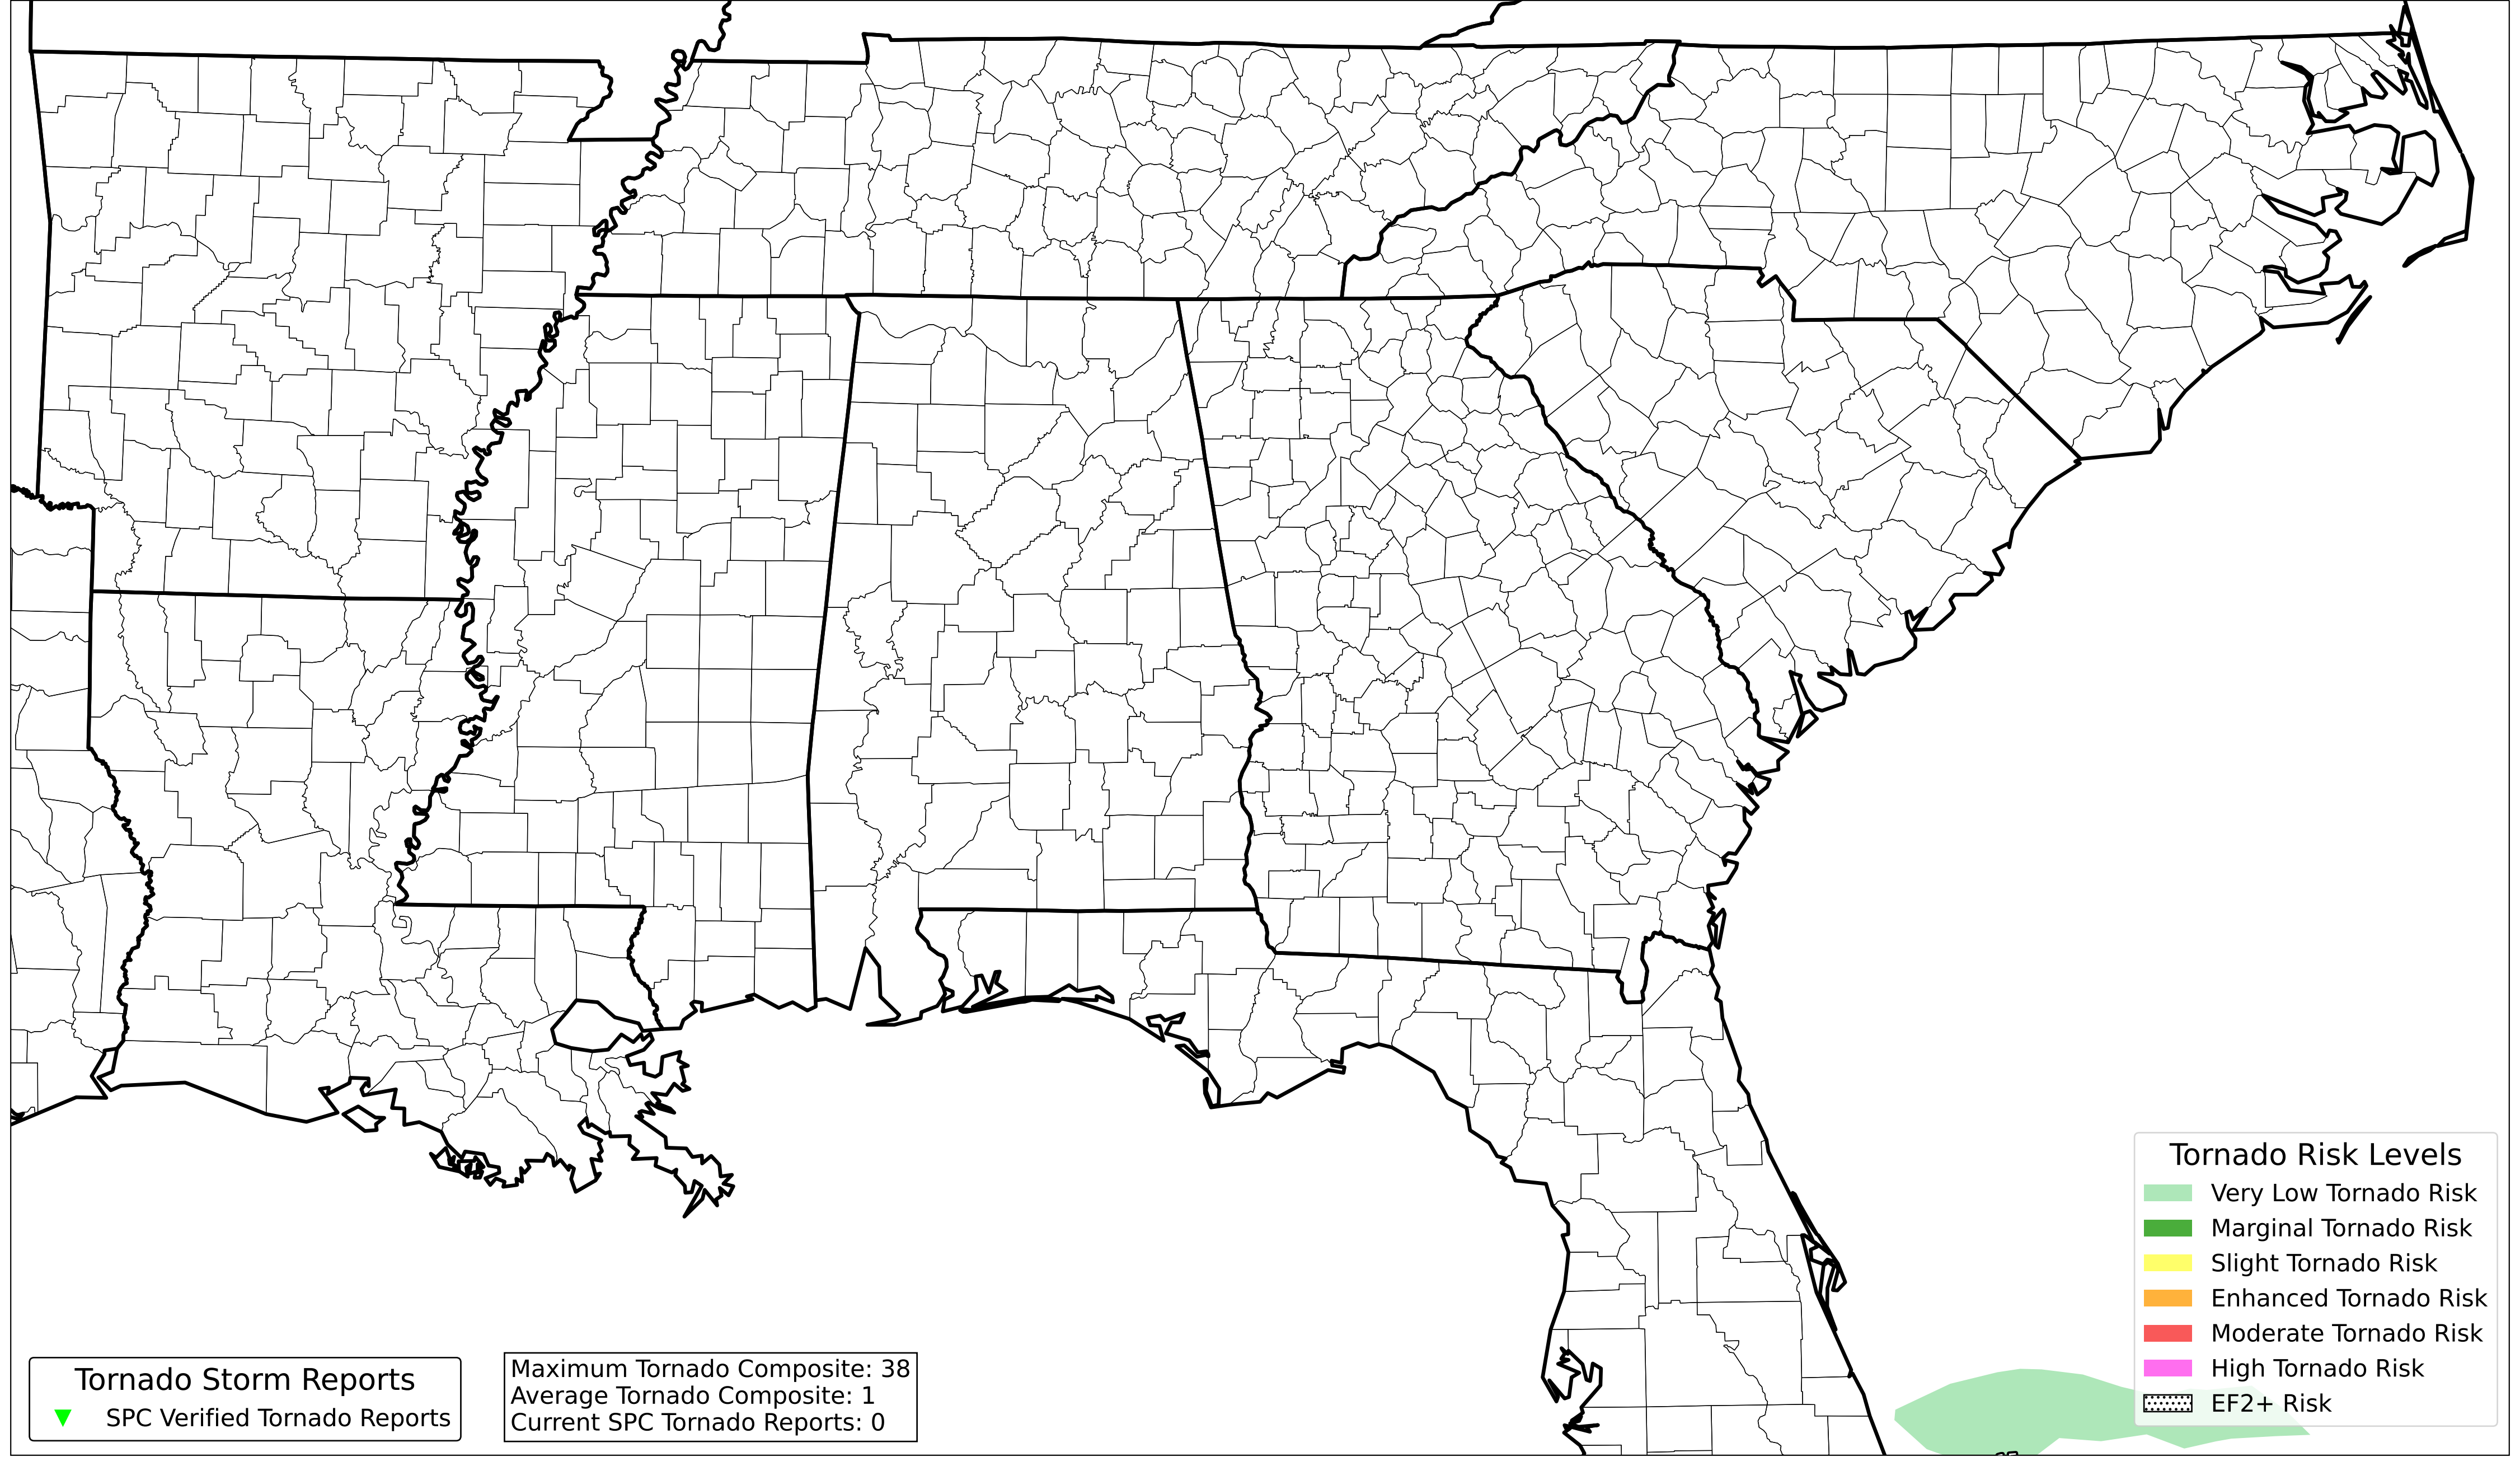 Tornado Risk Levels
Very Low Tornado Risk
Marginal Tornado Risk
Slight Tornado Risk
Enhanced Tornado Risk
Moderate Tornado Risk
High Tornado Risk
EF2+ Risk
Tornado Storm Reports
SPC Verified Tornado Reports
Maximum Tornado Composite: 38
Average Tornado Composite: 1
Current SPC Tornado Reports: 0